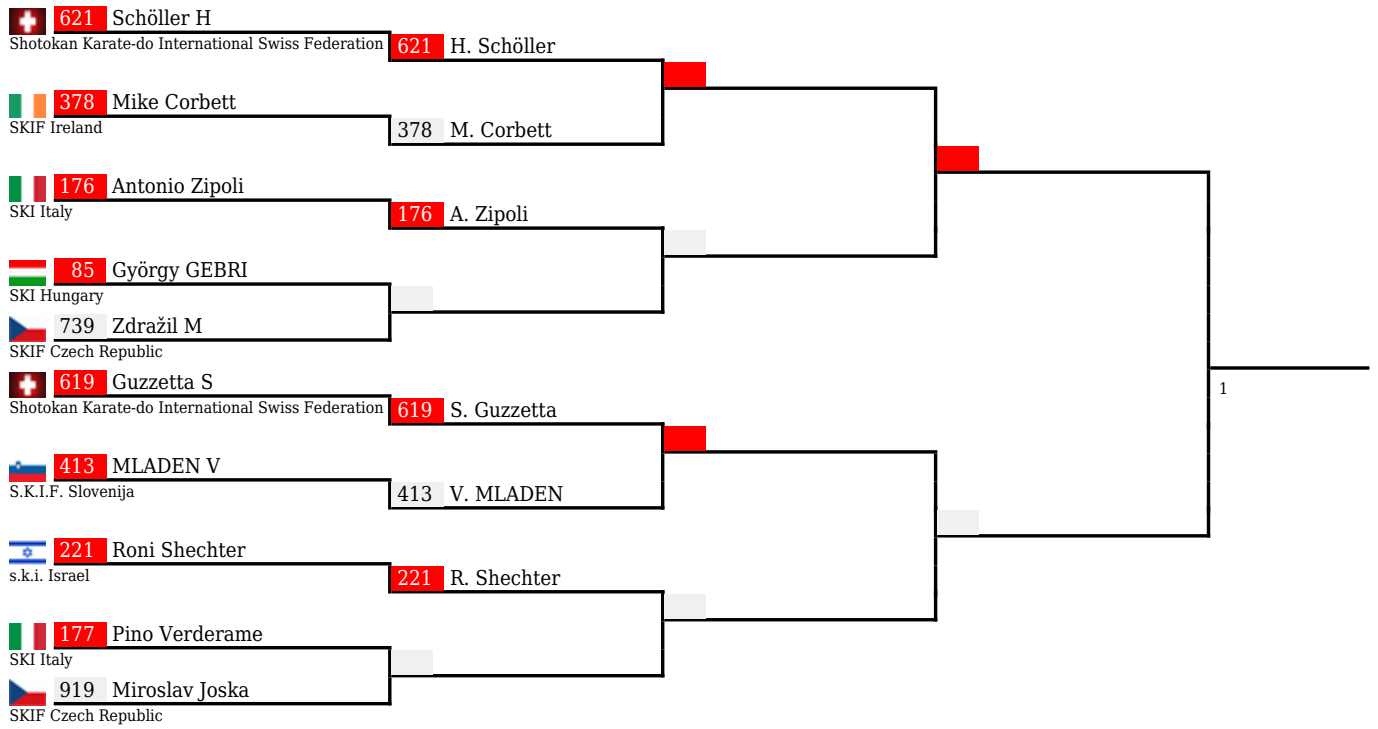 621 Schöller H
Shotokan Karate-do International Swiss Federation
621 H. Schöller
378 Mike Corbett
SKIF Ireland
378 M. Corbett
176 Antonio Zipoli
SKI Italy
176 A. Zipoli
85 György GEBRI
SKI Hungary
739 Zdražil M
SKIF Czech Republic
619 Guzzetta S
Shotokan Karate-do International Swiss Federation
619 S. Guzzetta
1
413 MLADEN V
S.K.I.F. Slovenija
413 V. MLADEN
221 Roni Shechter
s.k.i. Israel
221 R. Shechter
177 Pino Verderame
SKI Italy
919 Miroslav Joska
SKIF Czech Republic